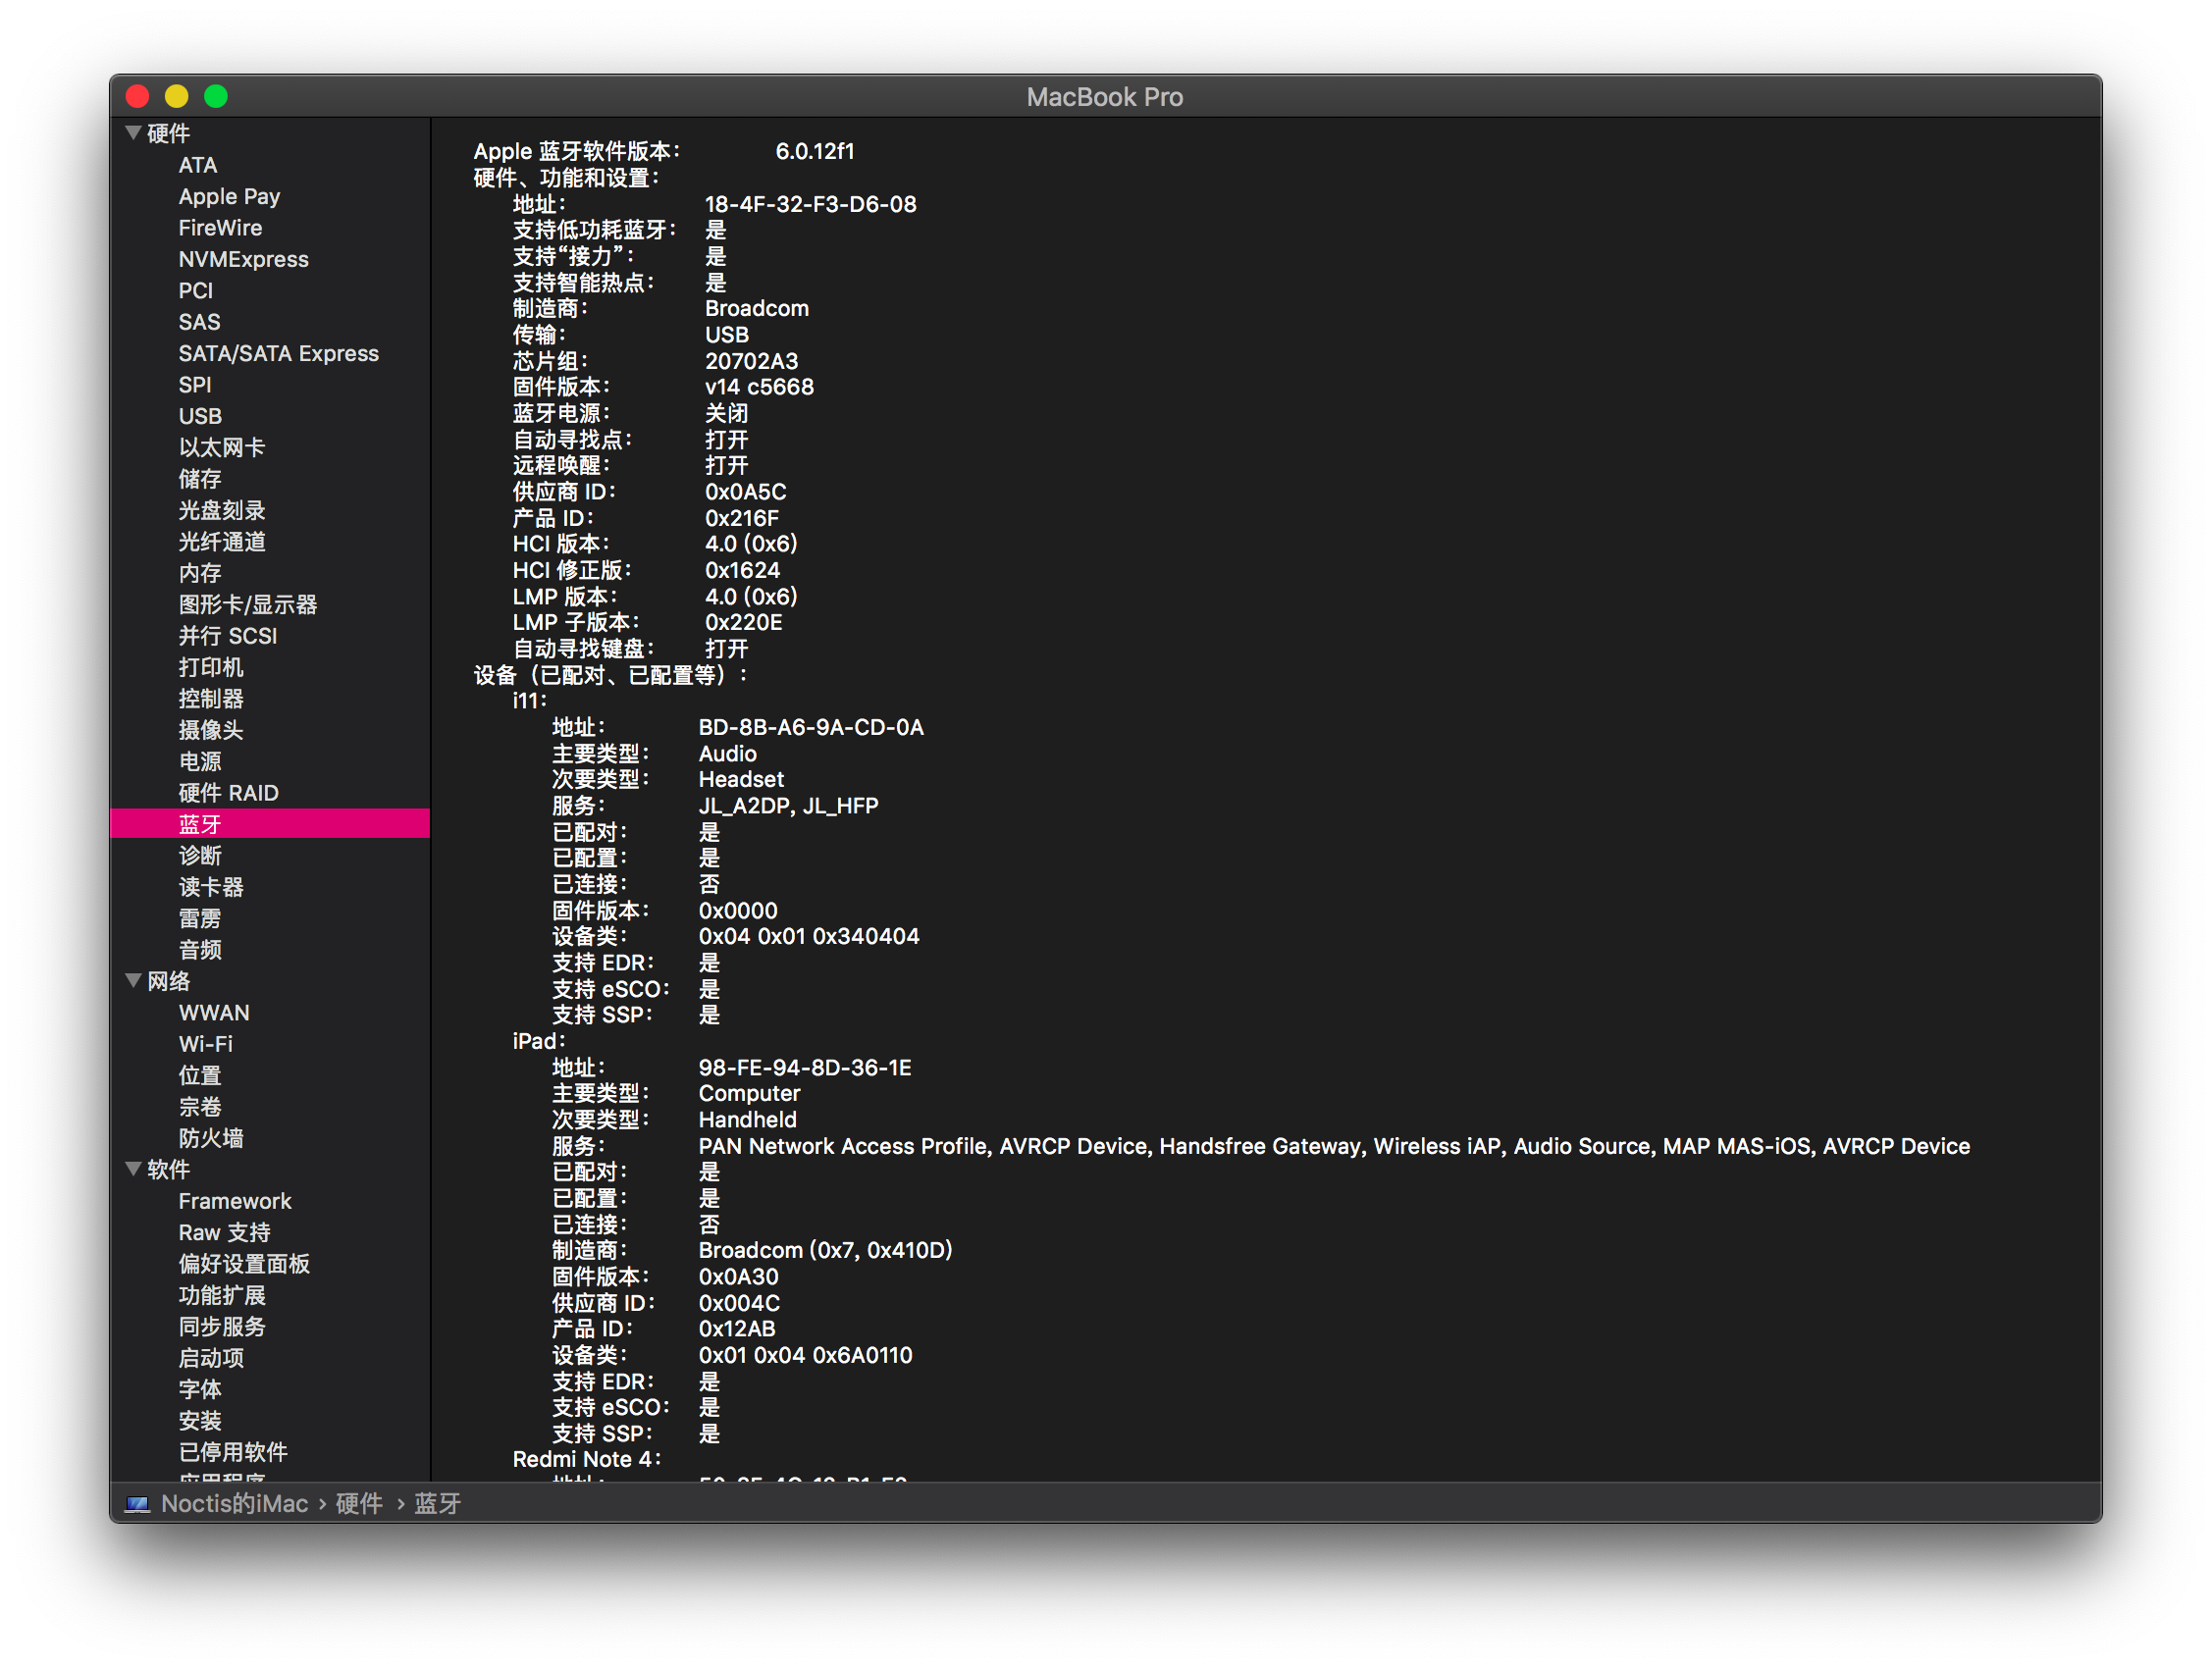 MacBook Pro
硬件
ATA
Apple Pay
FireWire
NVMExpress
PCI
SAS
SATA/SATA Express
SPI
USB
以太网卡
储存
光盘刻录
光纤通道
内存
图形卡/显示器
并行 SCSI
打印机
控制器
摄像头
电源
硬件 RAID
蓝牙
诊断
读卡器
雷雳
音频
网络
WWAN
Wi-Fi
位置
宗卷
防火墙
软件
Framework
Raw 支持
偏好设置面板
功能扩展
同步服务
启动项
字体
安装
已停用软件
应用程序
Apple 蓝牙软件版本： 6.0.12f1
硬件、功能和设置：
地址： 18-4F-32-F3-D6-08
支持低功耗蓝牙： 是
支持“接力”： 是
支持智能热点： 是
制造商： Broadcom
传输： USB
芯片组： 20702A3
固件版本： v14 c5668
蓝牙电源： 关闭
自动寻找点： 打开
远程唤醒： 打开
供应商 ID： 0x0A5C
产品 ID： 0x216F
HCI 版本： 4.0 (0x6)
HCI 修正版： 0x1624
LMP 版本： 4.0 (0x6)
LMP 子版本： 0x220E
自动寻找键盘： 打开
设备（已配对、已配置等）：
i11：
地址： BD-8B-A6-9A-CD-0A
主要类型： Audio
次要类型： Headset
服务： JL_A2DP, JL_HFP
已配对： 是
已配置： 是
已连接： 否
固件版本： 0x0000
设备类： 0x04 0x01 0x340404
支持 EDR： 是
支持 eSCO： 是
支持 SSP： 是
iPad：
地址： 98-FE-94-8D-36-1E
主要类型： Computer
次要类型： Handheld
服务： PAN Network Access Profile, AVRCP Device, Handsfree Gateway, Wireless iAP, Audio Source, MAP MAS-iOS, AVRCP Device
已配对： 是
已配置： 是
已连接： 否
制造商： Broadcom (0x7, 0x410D)
固件版本： 0x0A30
供应商 ID： 0x004C
产品 ID： 0x12AB
设备类： 0x01 0x04 0x6A0110
支持 EDR： 是
支持 eSCO： 是
支持 SSP： 是
Redmi Note 4：
地址：
Noctis的iMac › 硬件 › 蓝牙